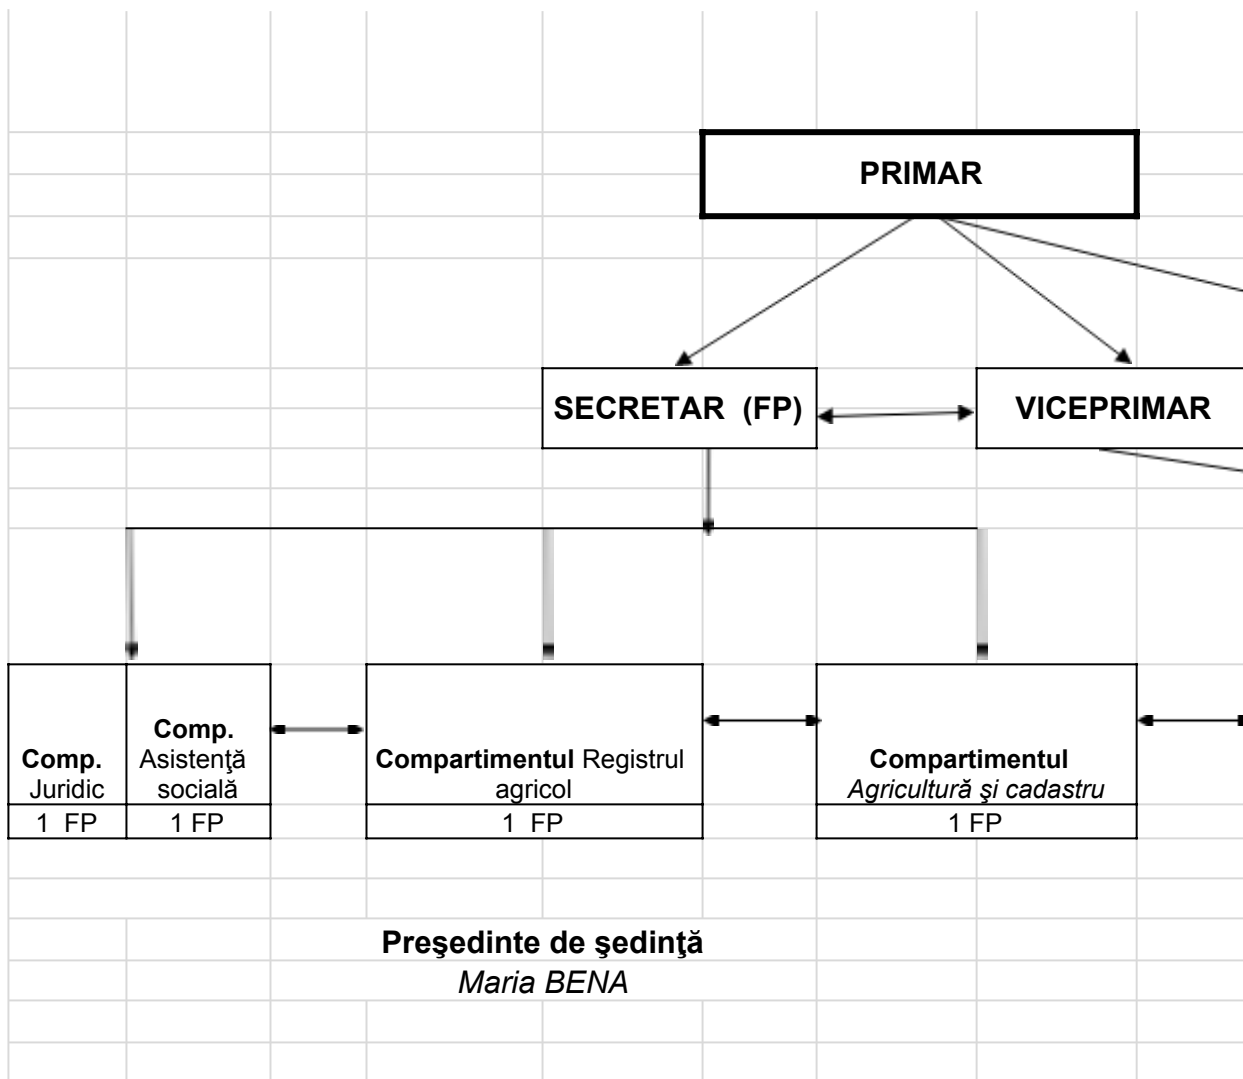 PRIMAR
SECRETAR (FP)
VICEPRIMAR
Comp.
Juridic
1 FP
Comp.
Asistenţă
socială
1 FP
Compartimentul Registrul
agricol
1 FP
Compartimentul
Agricultură şi cadastru
1 FP
Preşedinte de şedinţă
Maria BENA